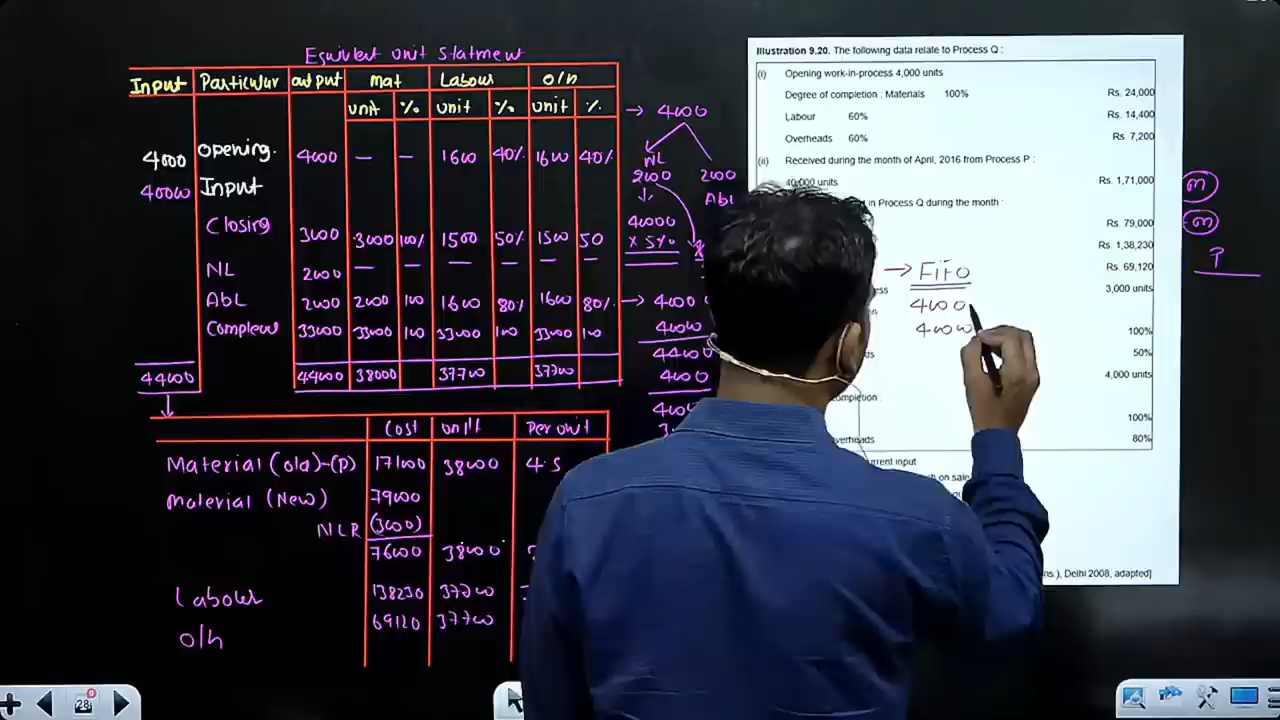 Equivelent unit Statment
Input Particular output Mat Labour O/h
Unit % Unit % Unit %
4000 Opening. 4000 — — 1600 40% 1600 40%
40000 Input
Closing 3000 3000 100% 1500 50% 1500 50
NL 2000 — — — — — —
AbL 2000 2000 100 1600 80% 1600 80%
33000 33000 100 33000 100 33000 100
44000 44000 38000 37700 37700
Cost Unit Per unit
Material (old)-(P) 171000 38000 4.5
Material (New) 79000
NLR (3000)
76000 38000
Labour 138230 37700
O/h 69120 37700
→ 4000
NL
2000 2000
AbL
40000
× 5%
→ 4000
4000
44000
4000
Illustration 9.20. The following data relate to Process Q :
(i) Opening work-in-process 4,000 units
Degree of completion : Materials 100% Rs. 24,000
Labour 60% Rs. 14,400
Overheads 60% Rs. 7,200
(ii) Received during the month of April, 2016 from Process P :
40,000 units Rs. 1,71,000
in Process Q during the month :
Rs. 79,000
Rs. 1,38,230
Rs. 69,120
3,000 units
100%
50%
4,000 units
100%
80%
→ FIFO
4000
4000
m
m
?
28